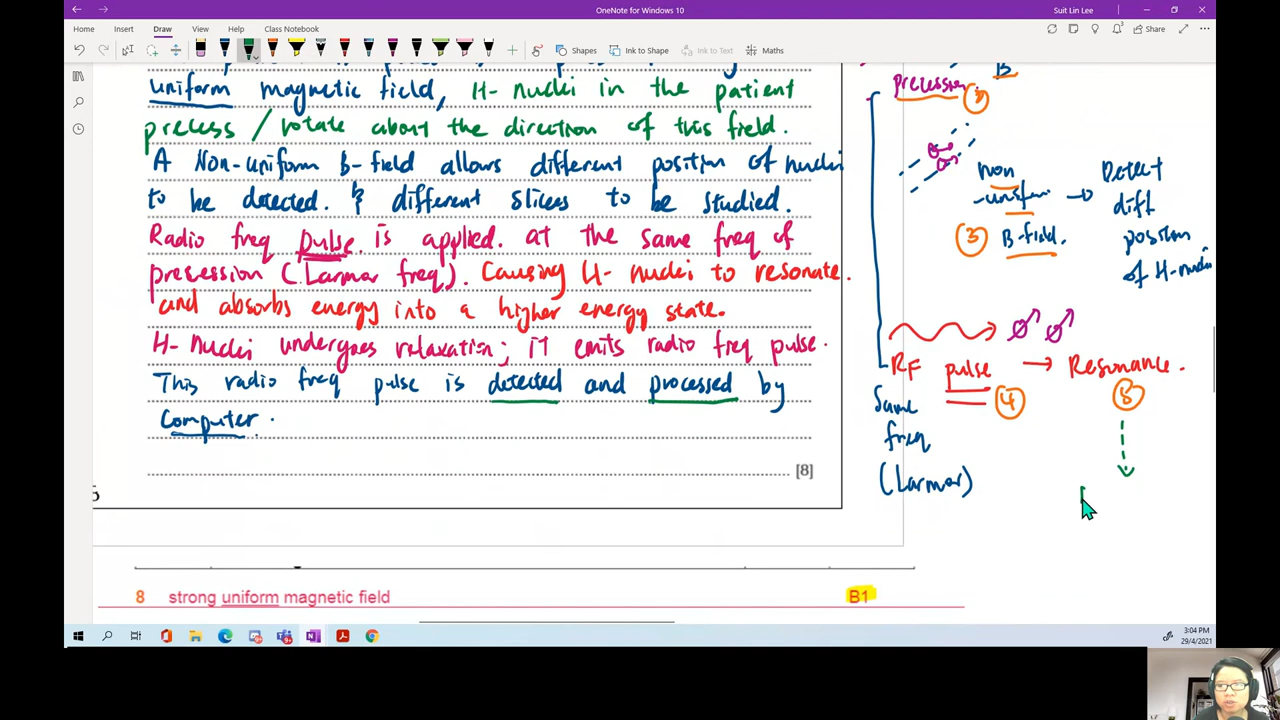 OneNote for Windows 10
Suit Lin Lee
Home Insert Draw View Help Class Notebook
Shapes Ink to Shape Ink to Text Maths Share
uniform magnetic field, H-nuclei in the patient
precess / rotate about the direction of this field.
A Non-uniform B-field allows different position of nuclei
to be detected. & different slices to be studied.
Radio freq pulse is applied. at the same freq of
precession (Larmor freq). Causing H-nuclei to resonate.
and absorbs energy into a higher energy state.
H-Nuclei undergoes relaxation; it emits radio freq pulse.
This radio freq pulse is detected and processed by
computer.
[8]
B
precession
Non
-uniform
③ B-field.
Detect
diff
position
of H-nuclei
RF pulse → Resonance.
④ ⑤
Same
freq
(Larmor)
8 strong uniform magnetic field B1
3:04 PM
29/4/2021